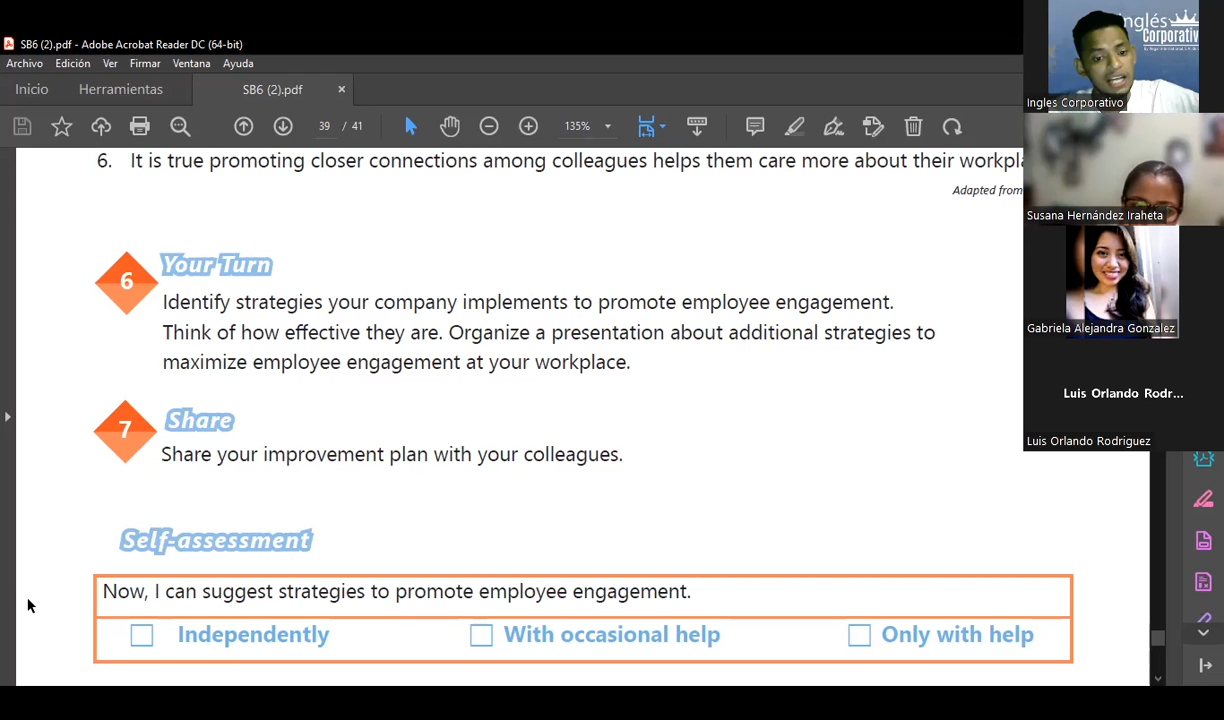 SB6 (2).pdf - Adobe Acrobat Reader DC (64-bit)
Archivo Edición Ver Firmar Ventana Ayuda
Inicio Herramientas SB6 (2).pdf ×
39 / 41 135%
6. It is true promoting closer connections among colleagues helps them care more about their
Adapted from
6 Your Turn
Identify strategies your company implements to promote employee engagement.
Think of how effective they are. Organize a presentation about additional strategies to
maximize employee engagement at your workplace.
7 Share
Share your improvement plan with your colleagues.
Self-assessment
Now, I can suggest strategies to promote employee engagement.
Independently With occasional help Only with help
inglés
Corporativ
Ingles Corporativo
Susana Hernández Iraheta
Gabriela Alejandra Gonzalez
Luis Orlando Rodr...
Luis Orlando Rodriguez